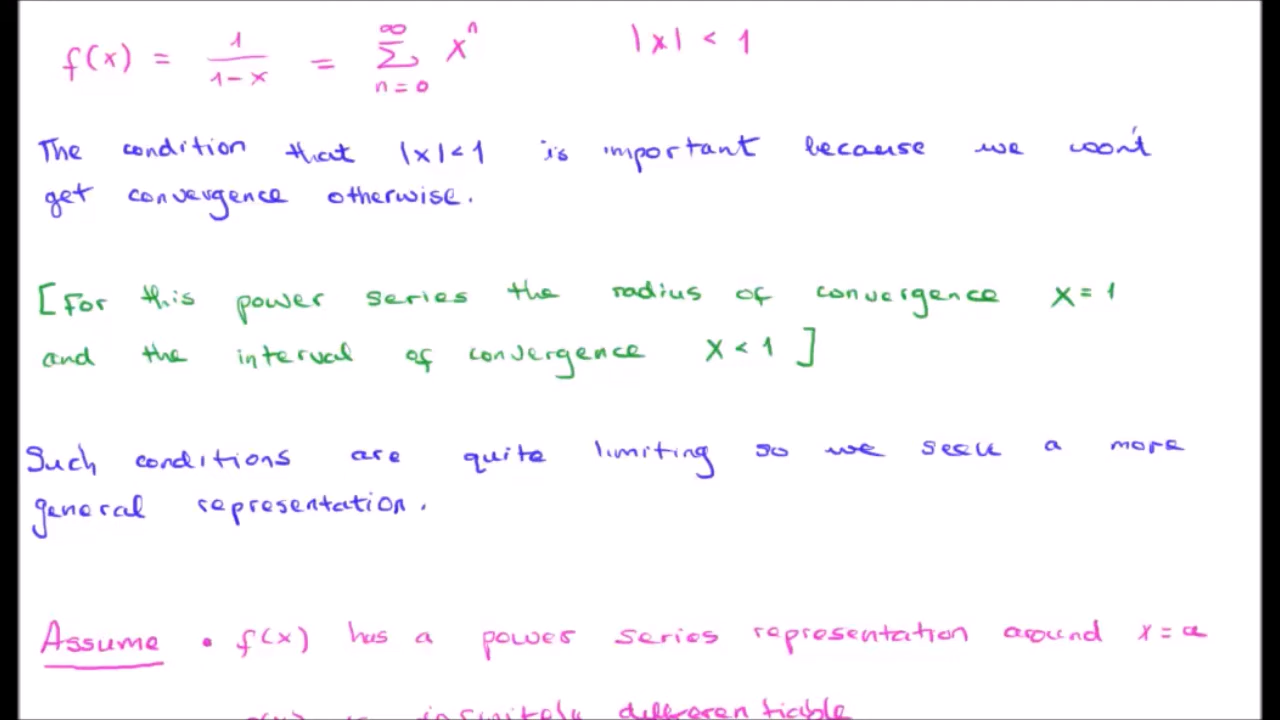 f(x) = 1/(1-x) = ∑_{n=0}^{∞} x^n |x| < 1
The condition that |x|<1 is important because we won't
get convergence otherwise.
[For this power series the radius of convergence x=1
and the interval of convergence x<1]
Such conditions are quite limiting so we seek a more
general representation.
Assume • f(x) has a power series representation around x=a
infinitely differentiable